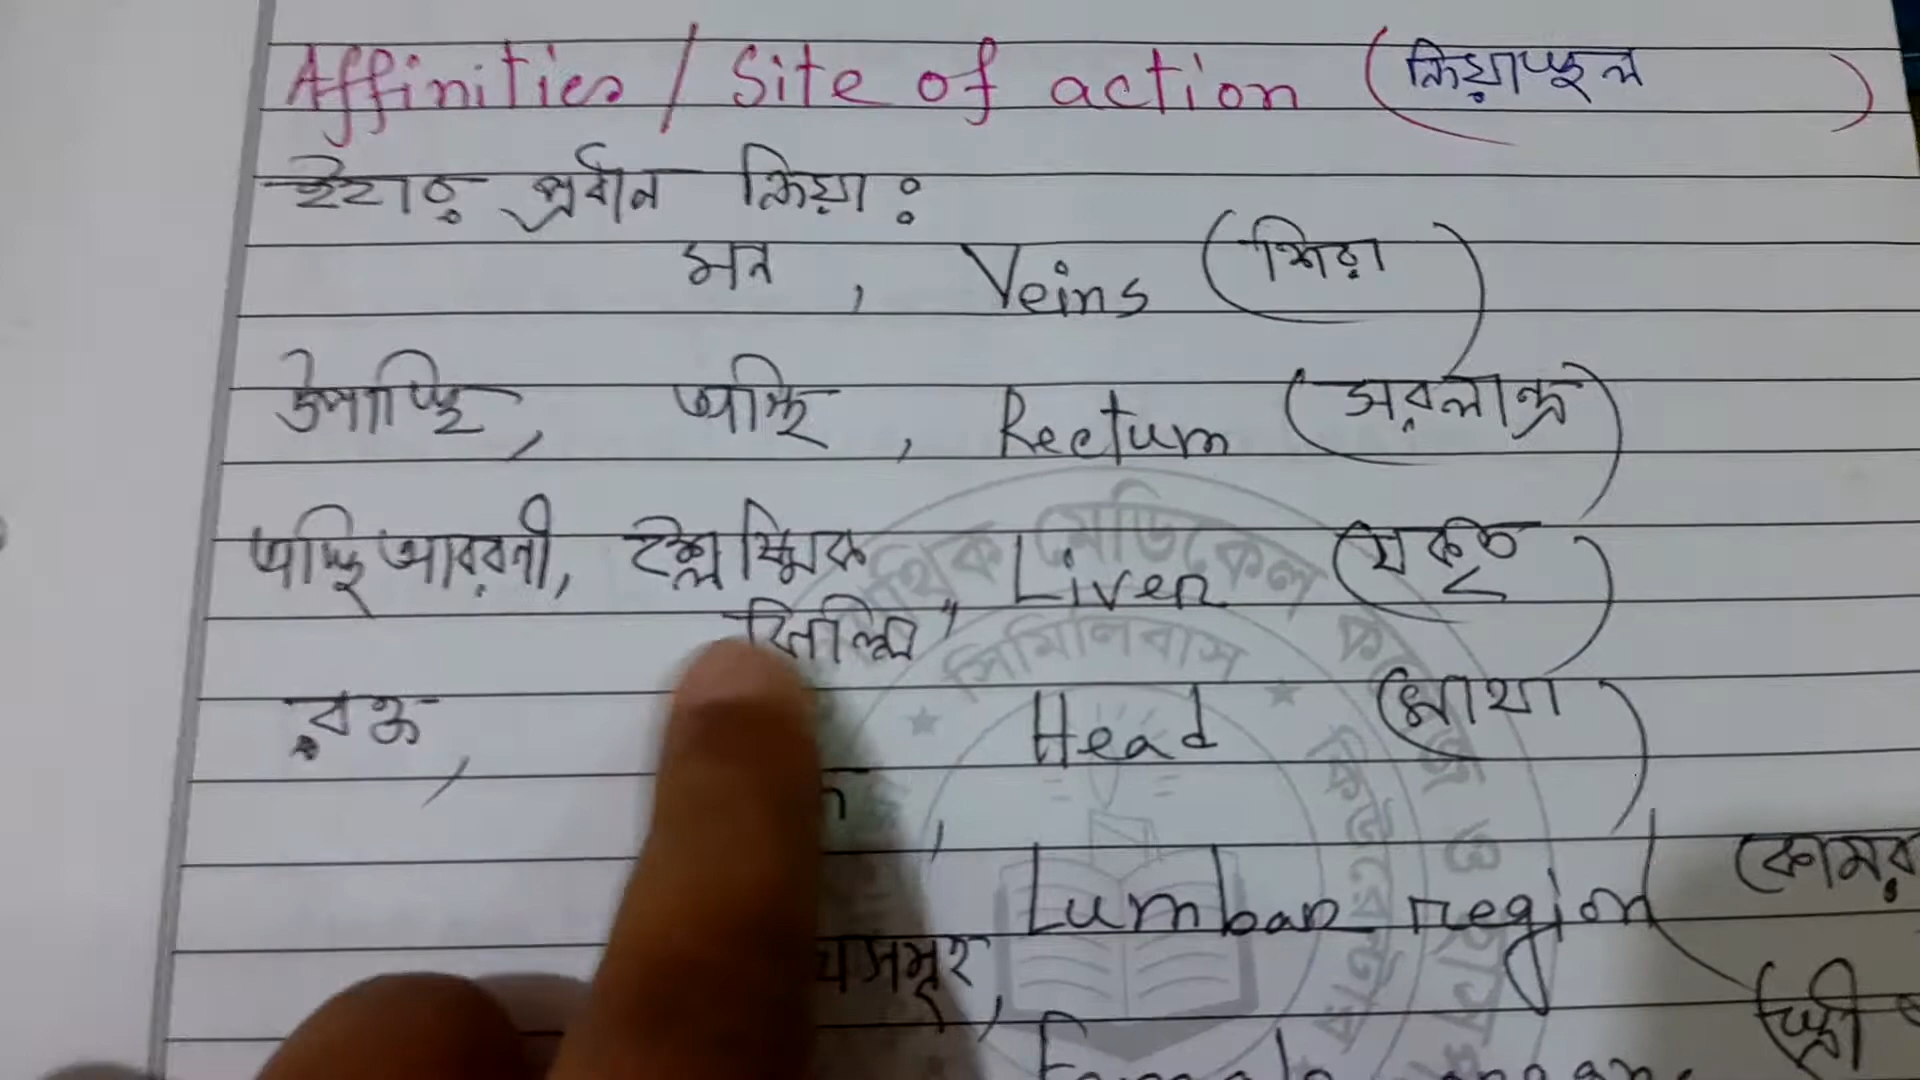 Affinities / Site of action (ক্রিয়াস্থল)
ইহার প্রধান ক্রিয়া :
মন , Veins (শিরা)
উপাস্থি, অস্থি , Rectum (সরলান্ত্র)
অস্থিআবরনী, শ্লৈষ্মিক Liver (যকৃত)
ঝিল্লি ,
রক্ত, Head (মাথা)
Lumbar region (কোমর
সমূহ,
(স্ত্রী
মেডিকেল
সিমিলিবাস